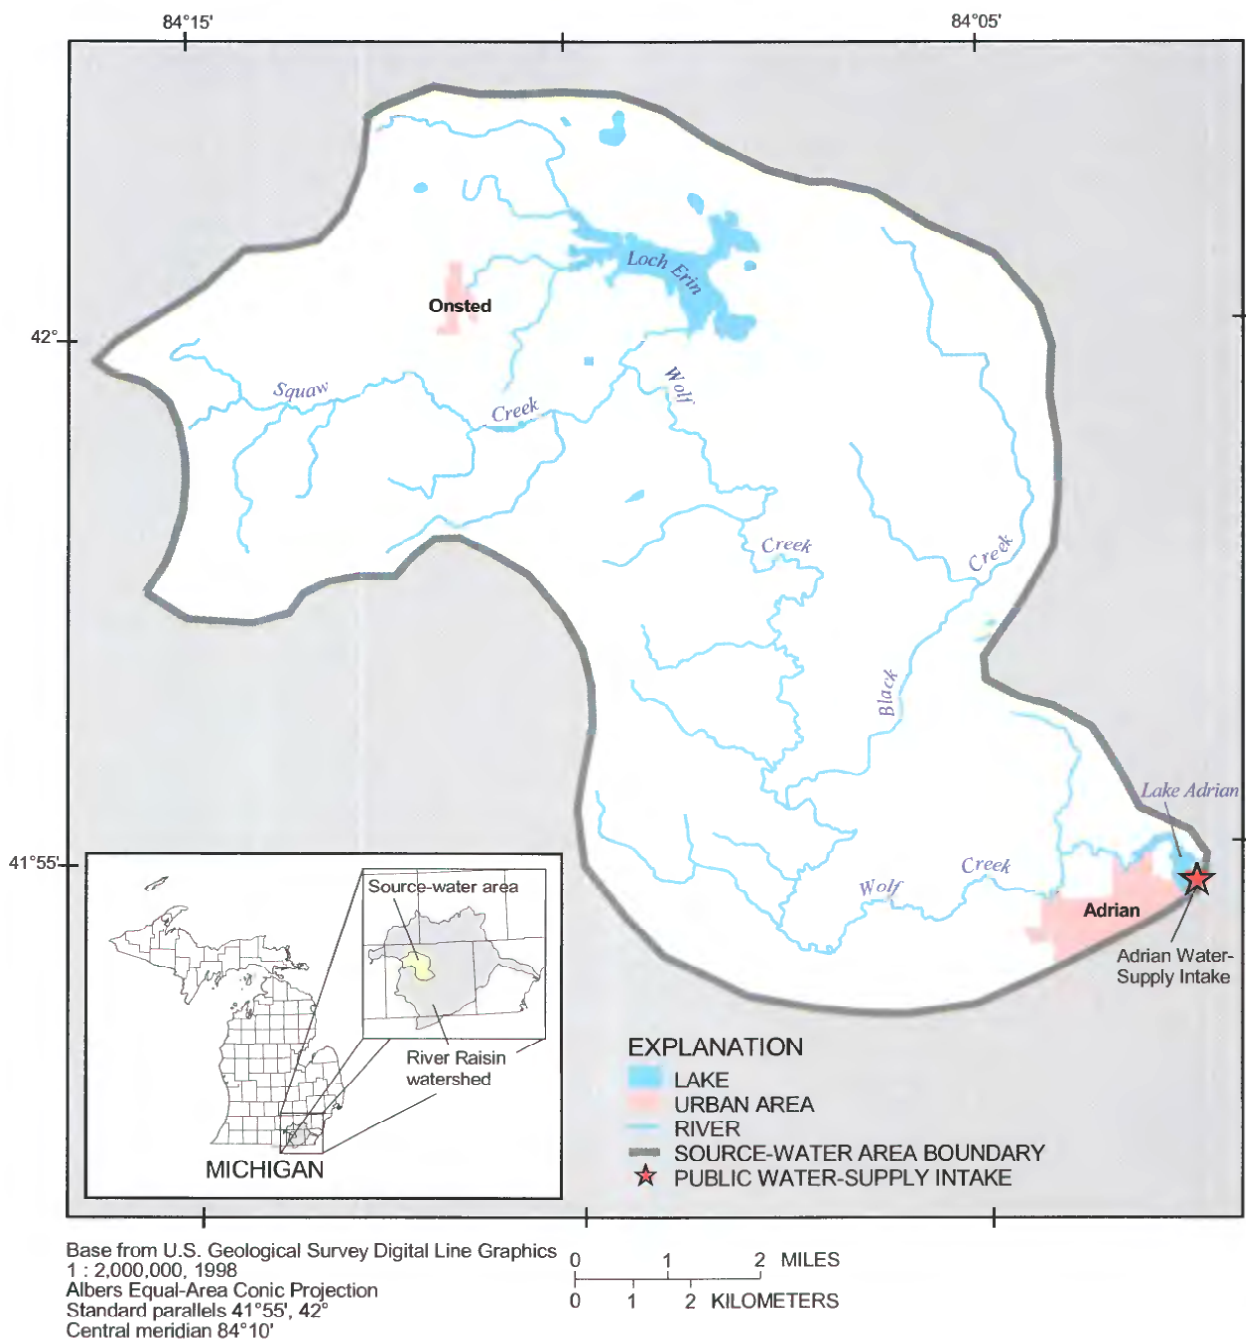 84°15'
84°05'
42°
41°55'
Loch Erin
Onsted
Squaw
Creek
Wolf
Creek
Creek
Black
Lake Adrian
Creek
Wolf
Adrian
Adrian Water-
Supply Intake
Source-water area
River Raisin
watershed
MICHIGAN
EXPLANATION
LAKE
URBAN AREA
RIVER
SOURCE-WATER AREA BOUNDARY
PUBLIC WATER-SUPPLY INTAKE
Base from U.S. Geological Survey Digital Line Graphics
1 : 2,000,000, 1998
Albers Equal-Area Conic Projection
Standard parallels 41°55', 42°
Central meridian 84°10'
0 1 2 MILES
0 1 2 KILOMETERS